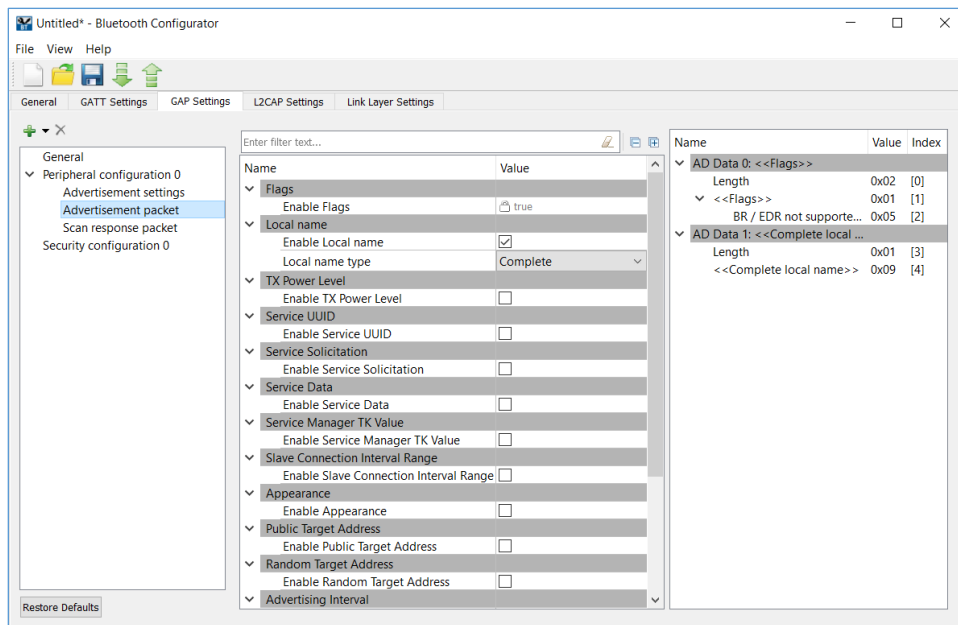 Untitled* - Bluetooth Configurator
File View Help
General GATT Settings GAP Settings L2CAP Settings Link Layer Settings
General
Peripheral configuration 0
Advertisement settings
Advertisement packet
Scan response packet
Security configuration 0
Restore Defaults
Enter filter text...
Name Value
Flags
Enable Flags true
Local name
Enable Local name
Local name type Complete
TX Power Level
Enable TX Power Level
Service UUID
Enable Service UUID
Service Solicitation
Enable Service Solicitation
Service Data
Enable Service Data
Service Manager TK Value
Enable Service Manager TK Value
Slave Connection Interval Range
Enable Slave Connection Interval Range
Appearance
Enable Appearance
Public Target Address
Enable Public Target Address
Random Target Address
Enable Random Target Address
Advertising Interval
Name Value Index
AD Data 0: <<Flags>>
Length 0x02 [0]
<<Flags>> 0x01 [1]
BR / EDR not supporte... 0x05 [2]
AD Data 1: <<Complete local ...
Length 0x01 [3]
<<Complete local name>> 0x09 [4]